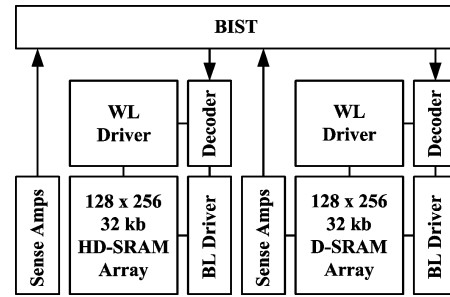 BIST
WL
Driver
Decoder
WL
Driver
Decoder
Sense Amps
128 x 256
32 kb
HD-SRAM
Array
BL Driver
Sense Amps
128 x 256
32 kb
D-SRAM
Array
BL Driver